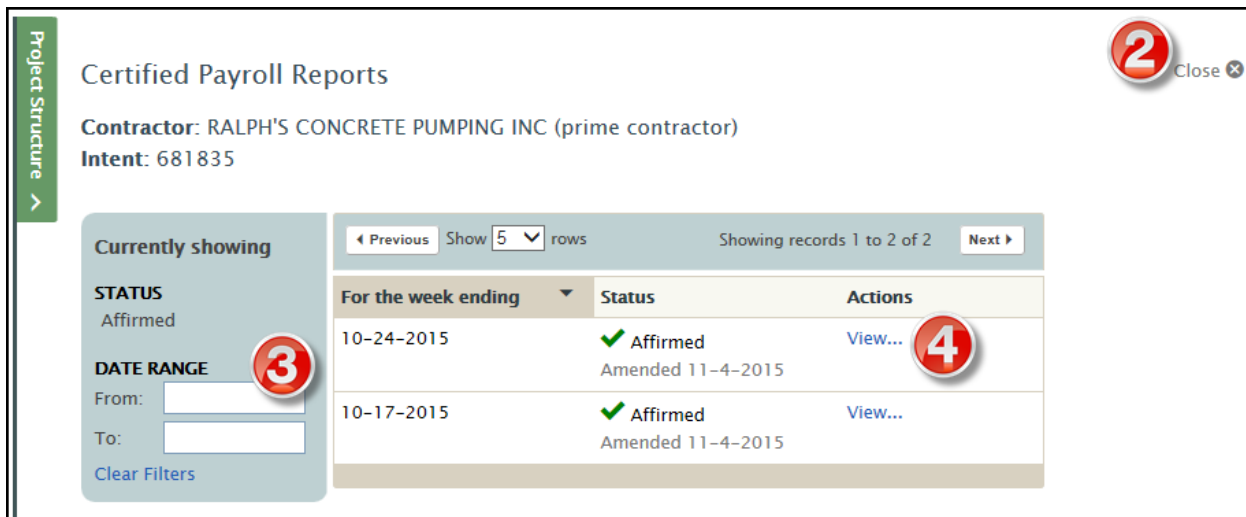 Project Structure
2
Close
Certified Payroll Reports
Contractor: RALPH'S CONCRETE PUMPING INC (prime contractor)
Intent: 681835
Currently showing
STATUS
Affirmed
DATE RANGE
3
From:
To:
Clear Filters
Previous Show 5 rows Showing records 1 to 2 of 2 Next
For the week ending Status Actions
10-24-2015 Affirmed View...
4
Amended 11-4-2015
10-17-2015 Affirmed View...
Amended 11-4-2015